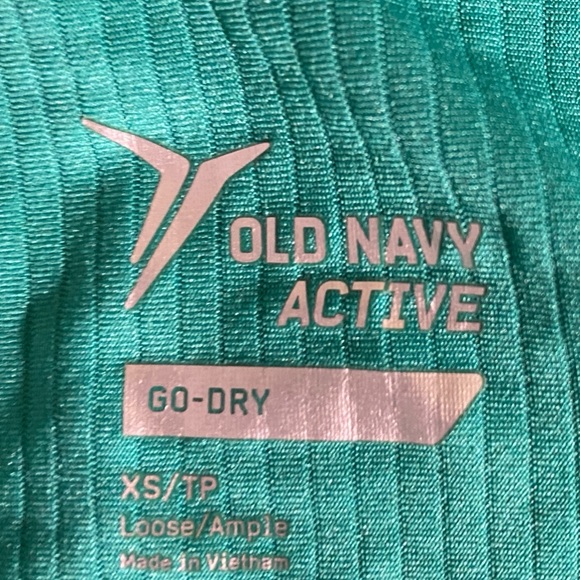 OLD NAVY
ACTIVE
GO-DRY
XS/TP
Loose/Ample
Made in Vietnam